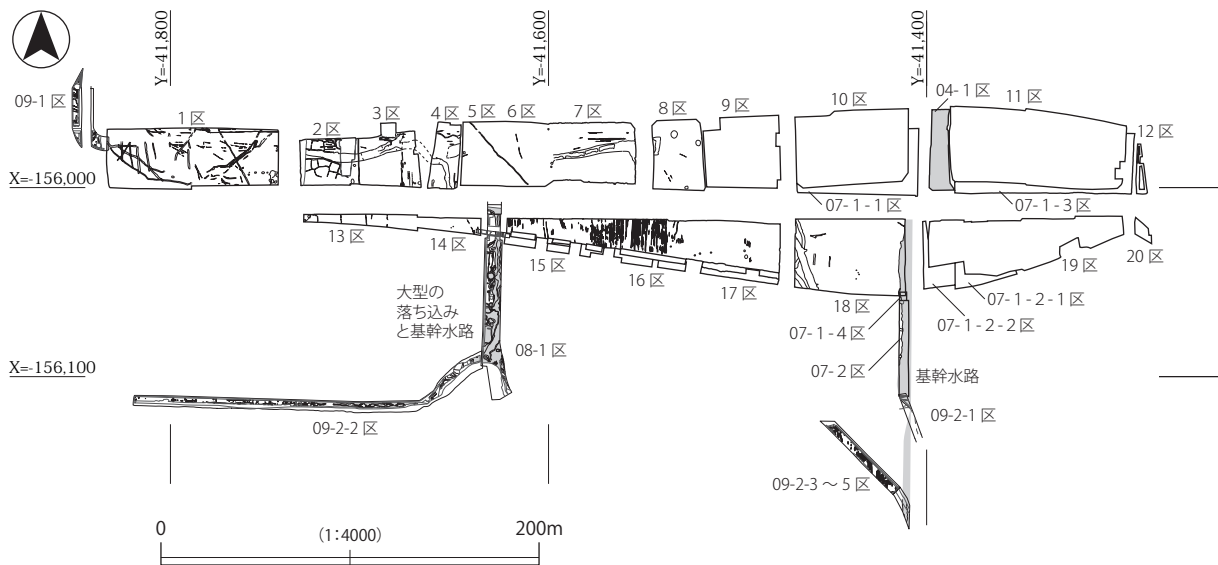 Y=-41,800
Y=-41,600
Y=-41,400
09-1 区
1 区
2 区
3 区
4 区
5 区
6 区
7 区
8 区
9 区
10 区
04-1 区
11 区
12 区
X=-156,000
07-1-1 区
07-1-3 区
13 区
14 区
15 区
16 区
17 区
18 区
19 区
20 区
07-1-2-1 区
07-1-2-2 区
大型の
落ち込み
と基幹水路
07-1-4 区
08-1 区
07-2 区
X=-156,100
基幹水路
09-2-1 区
09-2-2 区
09-2-3 ～ 5 区
0
(1:4000)
200m